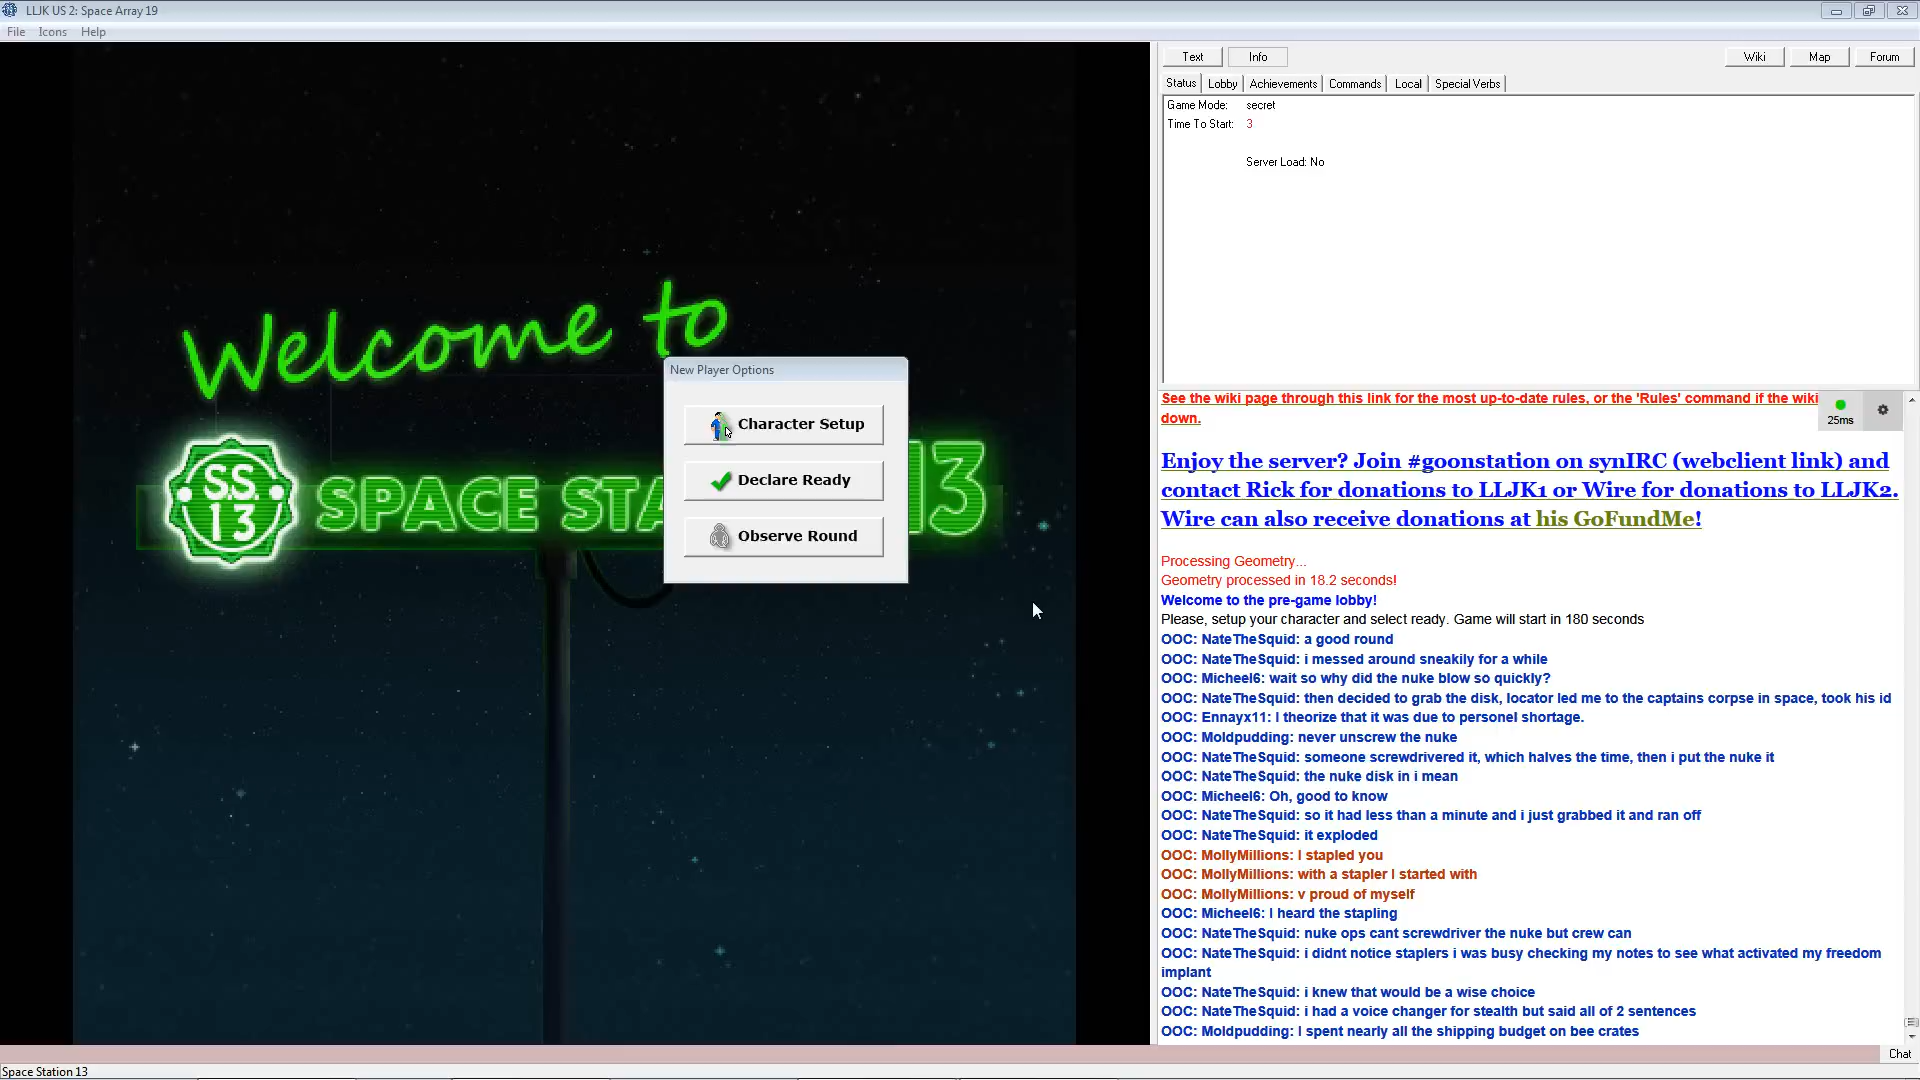 LLJK US 2: Space Array 19
File Icons Help
Welcome to
S.S.
13
SPACE STA
13
New Player Options
Character Setup
Declare Ready
Observe Round
Text Info Wiki Map Forum
Status Lobby Achievements Commands Local Special Verbs
Game Mode: secret
Time To Start: 3
Server Load: No
See the wiki page through this link for the most up-to-date rules, or the 'Rules' command if the wiki
down.
25ms
Enjoy the server? Join #goonstation on synIRC (webclient link) and
contact Rick for donations to LLJK1 or Wire for donations to LLJK2.
Wire can also receive donations at his GoFundMe!
Processing Geometry...
Geometry processed in 18.2 seconds!
Welcome to the pre-game lobby!
Please, setup your character and select ready. Game will start in 180 seconds
OOC: NateTheSquid: a good round
OOC: NateTheSquid: i messed around sneakily for a while
OOC: Micheel6: wait so why did the nuke blow so quickly?
OOC: NateTheSquid: then decided to grab the disk, locator led me to the captains corpse in space, took his id
OOC: Ennayx11: I theorize that it was due to personel shortage.
OOC: Moldpudding: never unscrew the nuke
OOC: NateTheSquid: someone screwdrivered it, which halves the time, then i put the nuke it
OOC: NateTheSquid: the nuke disk in i mean
OOC: Micheel6: Oh, good to know
OOC: NateTheSquid: so it had less than a minute and i just grabbed it and ran off
OOC: NateTheSquid: it exploded
OOC: MollyMillions: I stapled you
OOC: MollyMillions: with a stapler I started with
OOC: MollyMillions: v proud of myself
OOC: Micheel6: I heard the stapling
OOC: NateTheSquid: nuke ops cant screwdriver the nuke but crew can
OOC: NateTheSquid: i didnt notice staplers i was busy checking my notes to see what activated my freedom
implant
OOC: NateTheSquid: i knew that would be a wise choice
OOC: NateTheSquid: i had a voice changer for stealth but said all of 2 sentences
OOC: Moldpudding: I spent nearly all the shipping budget on bee crates
Chat
Space Station 13